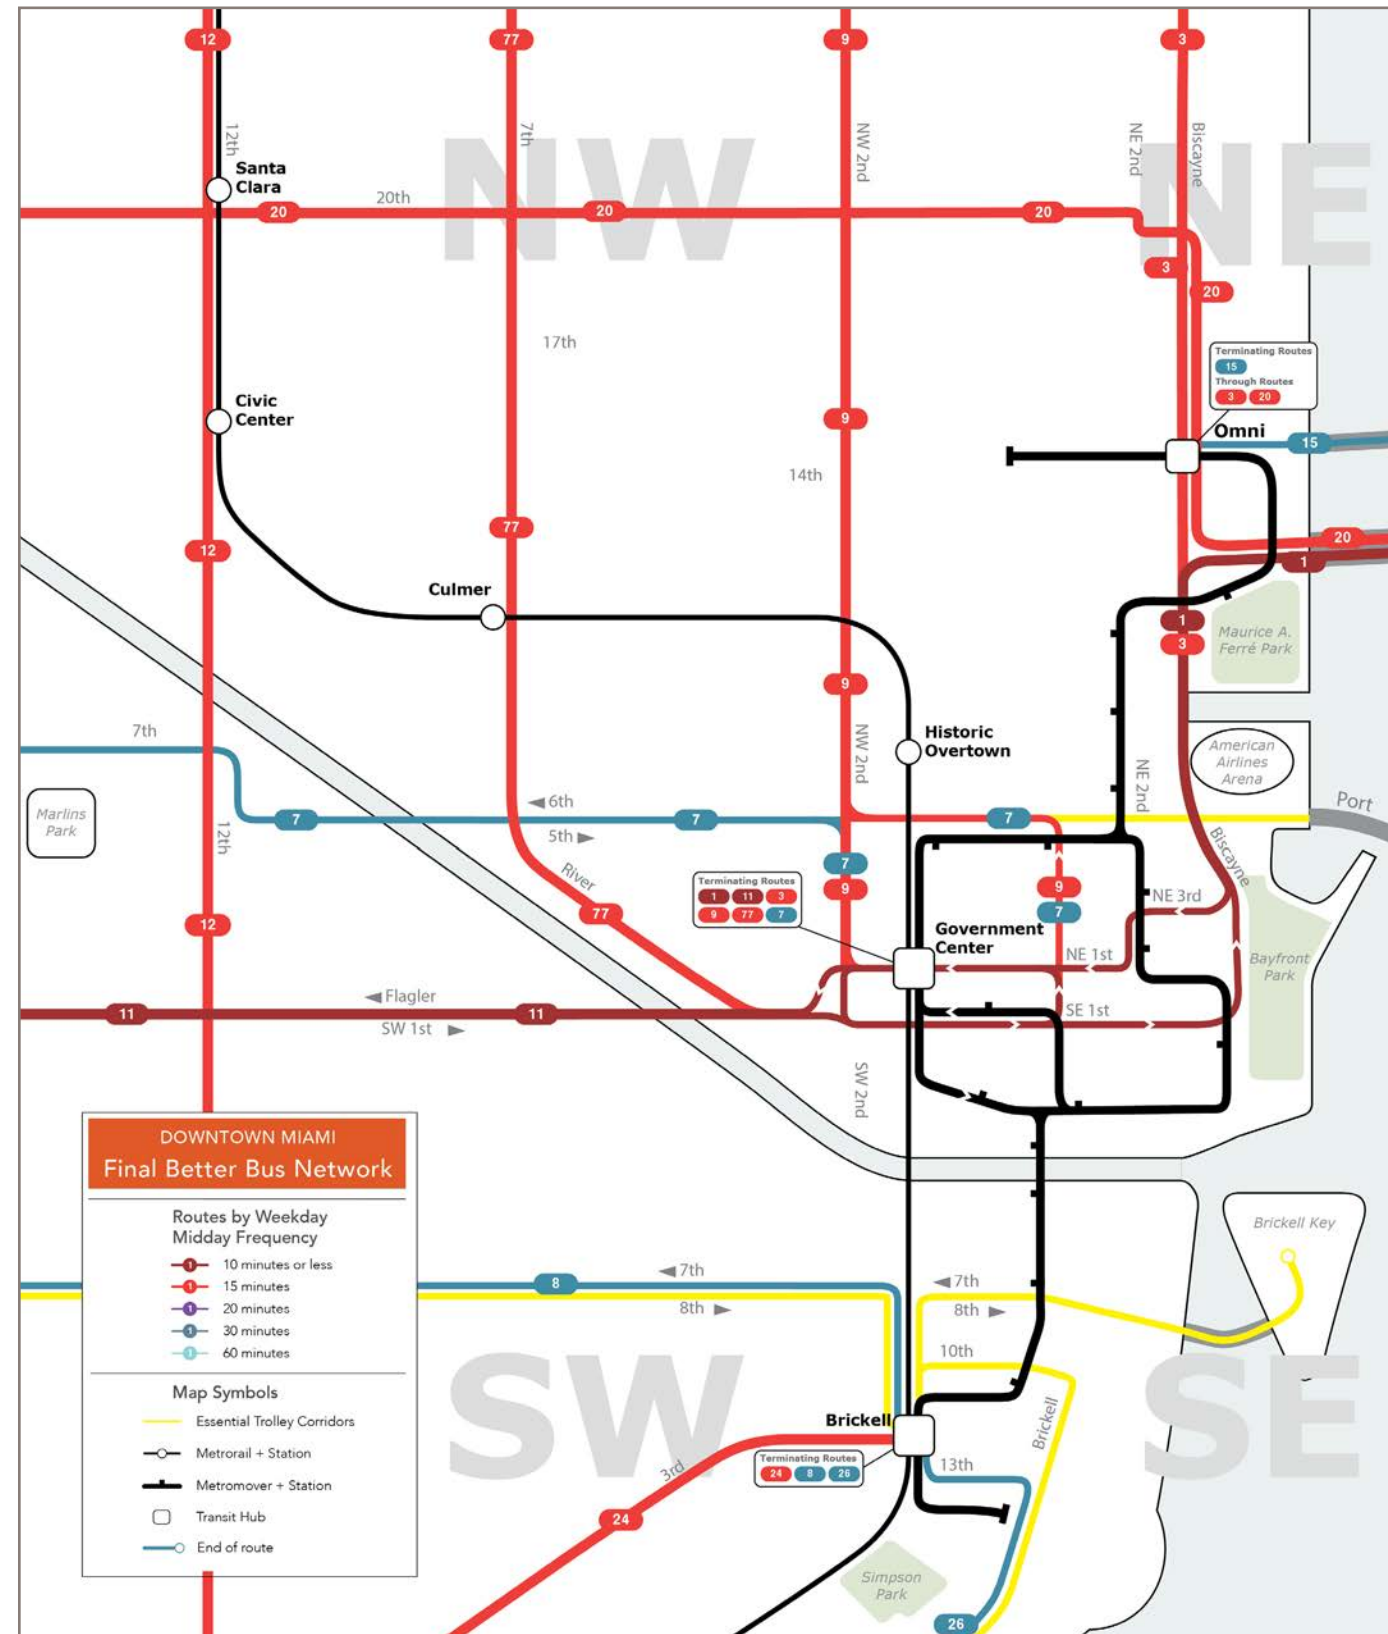 12
77
9
3
12th
7th
NW 2nd
NE 2nd
Biscayne
NW
NE
Santa
Clara
20th
20
20
20
3
20
17th
Terminating Routes
15
Through Routes
3 20
Civic
Center
9
14th
Omni
15
77
12
20
1
Culmer
1
3
Maurice A.
Ferré Park
9
NW 2nd
Historic
Overtown
7th
NE 2nd
American
Airlines
Arena
Port
Marlins
Park
12th
7
6th
5th
7
7
River
7
9
Biscayne
Terminating Routes
1 11 3
9 77 7
9
7
NE 3rd
77
12
Government
Center
NE 1st
Bayfront
Park
Flagler
11
11
SW 1st
SE 1st
SW 2nd
DOWNTOWN MIAMI
Final Better Bus Network
Routes by Weekday
Midday Frequency
1 10 minutes or less
1 15 minutes
1 20 minutes
1 30 minutes
1 60 minutes
Map Symbols
Essential Trolley Corridors
Metrorail + Station
Metromover + Station
Transit Hub
End of route
Brickell Key
7th
8
8th
7th
8th
10th
SW
SE
Brickell
Brickell
13th
Terminating Routes
24 8 26
3rd
24
Simpson
Park
26